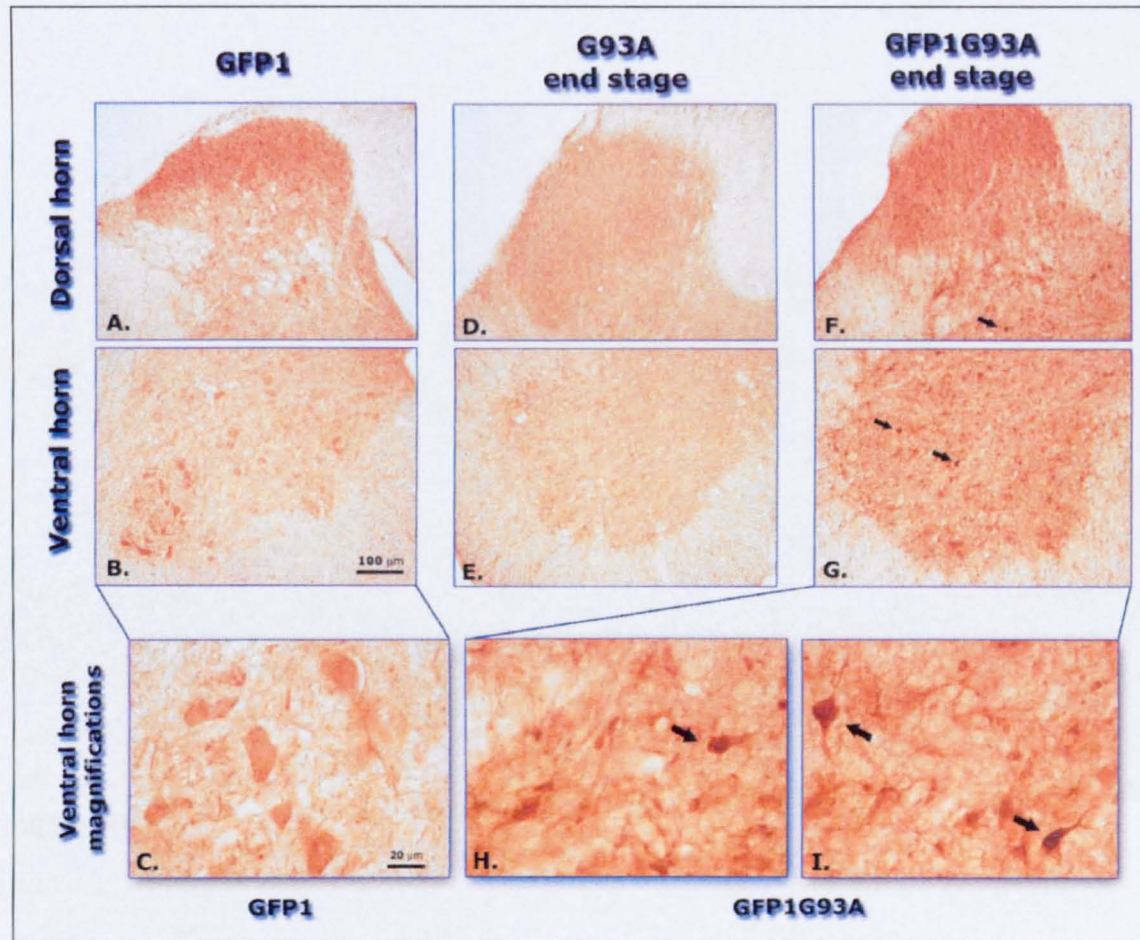 GFP1
G93A
end stage
GFP1G93A
end stage
Dorsal horn
A.
D.
F.
Ventral horn
B.
100 µm
E.
G.
Ventral horn
magnifications
C.
20 µm
H.
I.
GFP1
GFP1G93A